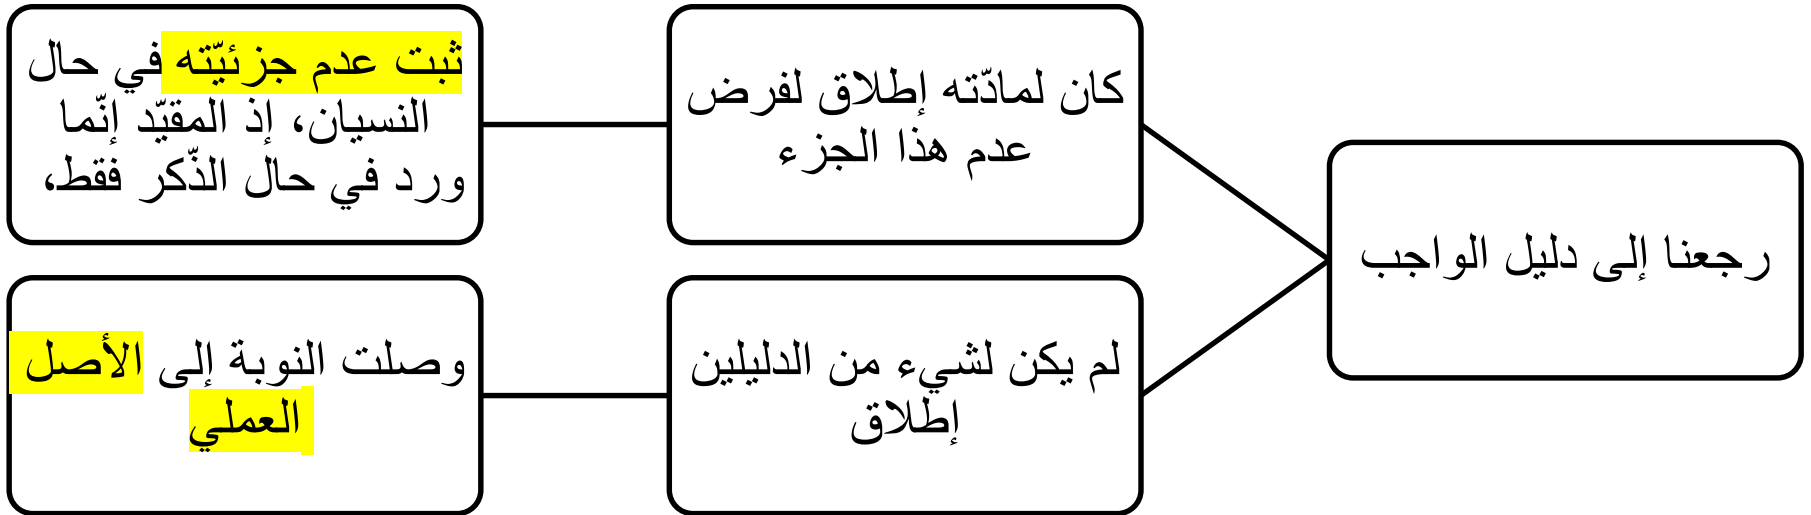 رجعنا إلى دليل الواجب
كان لمادّته إطلاق لفرض
عدم هذا الجزء
ثبت عدم جزئيّته في حال
النسيان، إذ المقيّد إنّما
ورد في حال الذّكر فقط،
لم يكن لشيء من الدليلين
إطلاق
وصلت النوبة إلى الأصل
العملي